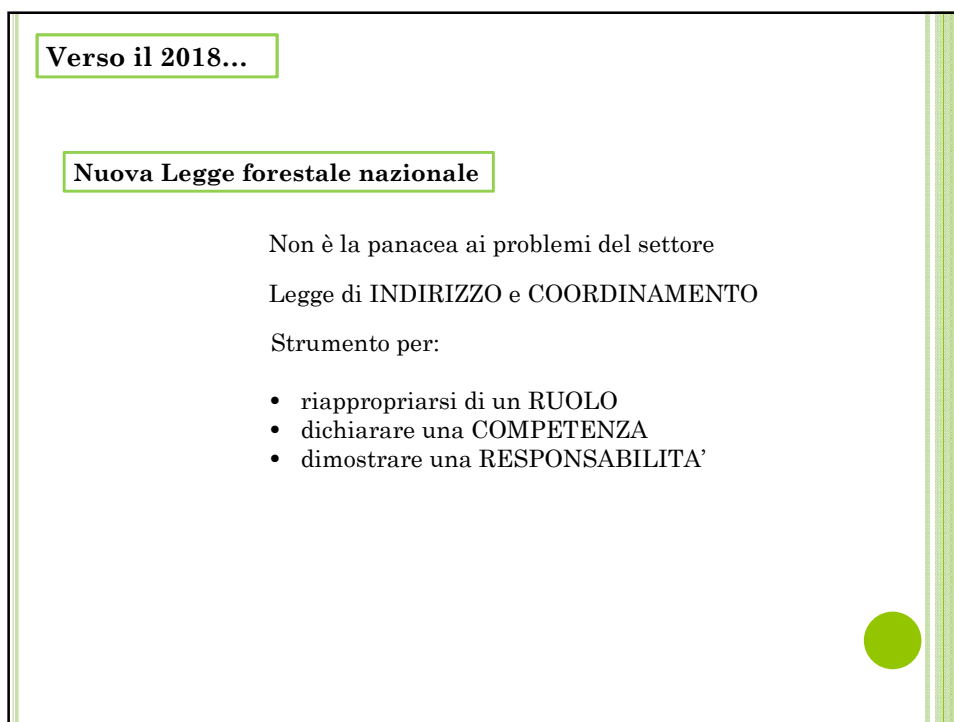 Verso il 2018…
Nuova Legge forestale nazionale
Non è la panacea ai problemi del settore
Legge di INDIRIZZO e COORDINAMENTO
Strumento per:
• riappropriarsi di un RUOLO
• dichiarare una COMPETENZA
• dimostrare una RESPONSABILITA’